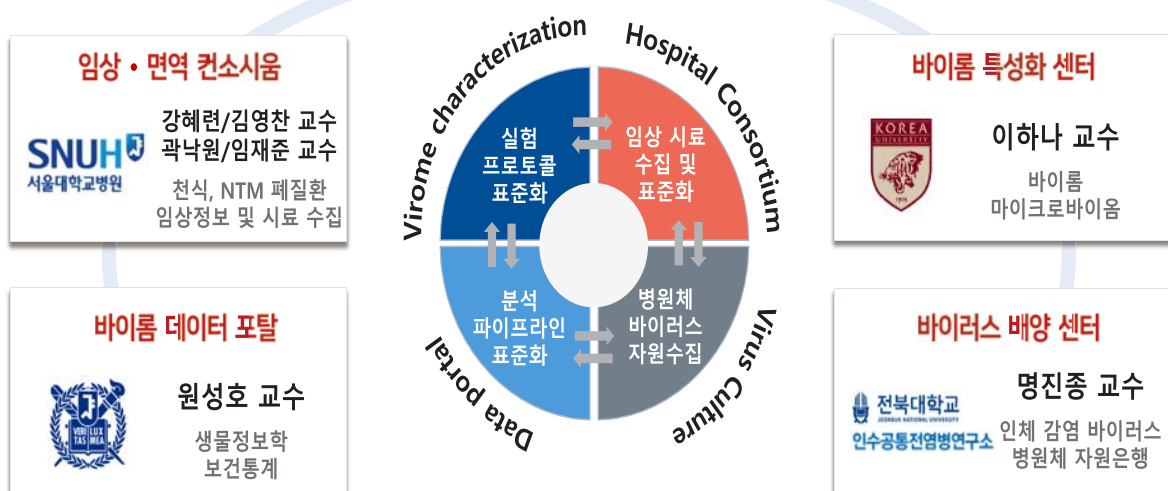 임상 • 면역 컨소시움
SNUH
서울대학교병원
강혜련/김영찬 교수
곽낙원/임재준 교수
천식, NTM 폐질환
임상정보 및 시료 수집
바이롬 데이터 포탈
VERI LUX
TAS MEA
원성호 교수
생물정보학
보건통계
Virome characterization
Hospital Consortium
실험
프로토콜
표준화
임상 시료
수집 및
표준화
분석
파이프라인
표준화
병원체
바이러스
자원수집
Data portal
Virus Culture
바이롬 특성화 센터
KOREA
UNIVERSITY
1905
이하나 교수
바이롬
마이크로바이옴
바이러스 배양 센터
전북대학교
JEONBUK NATIONAL UNIVERSITY
인수공통전염병연구소
명진종 교수
인체 감염 바이러스
병원체 자원은행